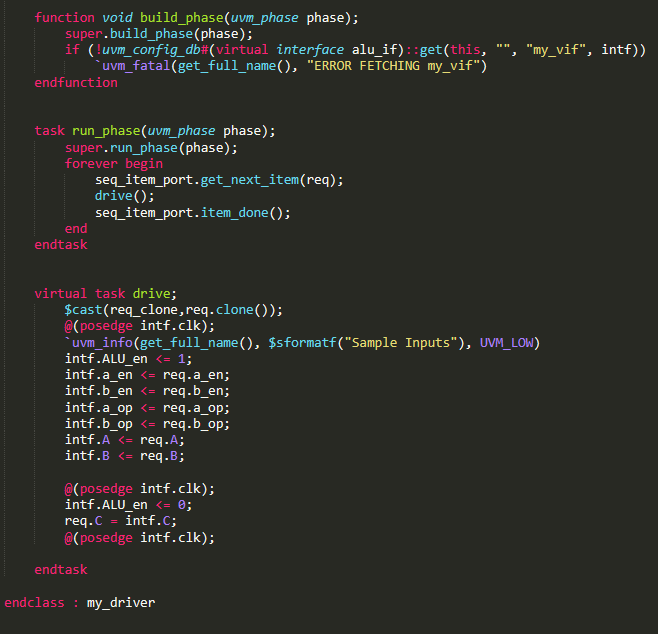 function void build_phase(uvm_phase phase);
super.build_phase(phase);
if (!uvm_config_db#(virtual interface alu_if)::get(this, "", "my_vif", intf))
`uvm_fatal(get_full_name(), "ERROR FETCHING my_vif")
endfunction
task run_phase(uvm_phase phase);
super.run_phase(phase);
forever begin
seq_item_port.get_next_item(req);
drive();
seq_item_port.item_done();
end
endtask
virtual task drive;
$cast(req_clone,req.clone());
@(posedge intf.clk);
`uvm_info(get_full_name(), $sformatf("Sample Inputs"), UVM_LOW)
intf.ALU_en <= 1;
intf.a_en <= req.a_en;
intf.b_en <= req.b_en;
intf.a_op <= req.a_op;
intf.b_op <= req.b_op;
intf.A <= req.A;
intf.B <= req.B;
@(posedge intf.clk);
intf.ALU_en <= 0;
req.C = intf.C;
@(posedge intf.clk);
endtask
endclass : my_driver